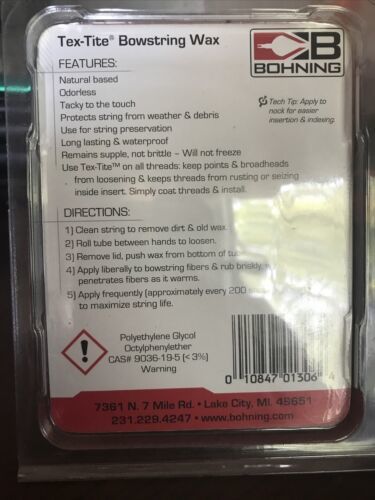 Tex-Tite® Bowstring Wax
BOHNING
FEATURES:
Natural based
Odorless
Tacky to the touch
Protects string from weather & debris
Use for string preservation
Long lasting & waterproof
Remains supple, not brittle – Will not freeze
Use Tex-Tite™ on all threads: keep points & broadheads
from loosening & keeps threads from rusting or seizing
inside insert. Simply coat threads & install.
Tech Tip: Apply to
nock for easier
insertion & indexing.
DIRECTIONS:
1) Clean string to remove dirt & old wax.
2) Roll tube between hands to loosen.
3) Remove lid, push wax from bottom of
4) Apply liberally to bowstring fibers & rub briskly,
penetrates fibers as it warms.
5) Apply frequently (approximately every 200
to maximize string life.
Polyethylene Glycol
Octylphenylether
CAS# 9036-19-5 (< 3%)
Warning
0 10847 01306 4
7361 N. 7 Mile Rd. • Lake City, MI. 49651
231.229.4247 • www.bohning.com